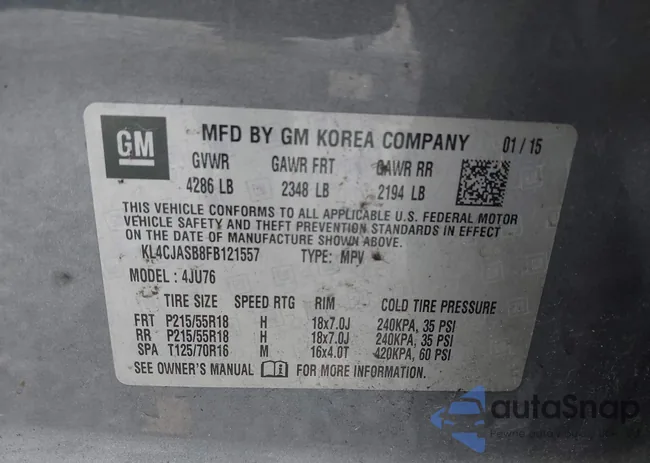 GM
MFD BY GM KOREA COMPANY 01/15
GVWR GAWR FRT GAWR RR
4286 LB 2348 LB 2194 LB
THIS VEHICLE CONFORMS TO ALL APPLICABLE U.S. FEDERAL MOTOR
VEHICLE SAFETY AND THEFT PREVENTION STANDARDS IN EFFECT
ON THE DATE OF MANUFACTURE SHOWN ABOVE.
KL4CJASB8FB121557 TYPE: MPV
MODEL: 4JU76
TIRE SIZE SPEED RTG RIM COLD TIRE PRESSURE
FRT P215/55R18 H 18x7.0J 240KPA, 35 PSI
RR P215/55R18 H 18x7.0J 240KPA, 35 PSI
SPA T125/70R16 M 16x4.0T 420KPA, 60 PSI
SEE OWNER'S MANUAL FOR MORE INFORMATION.
autoSnap